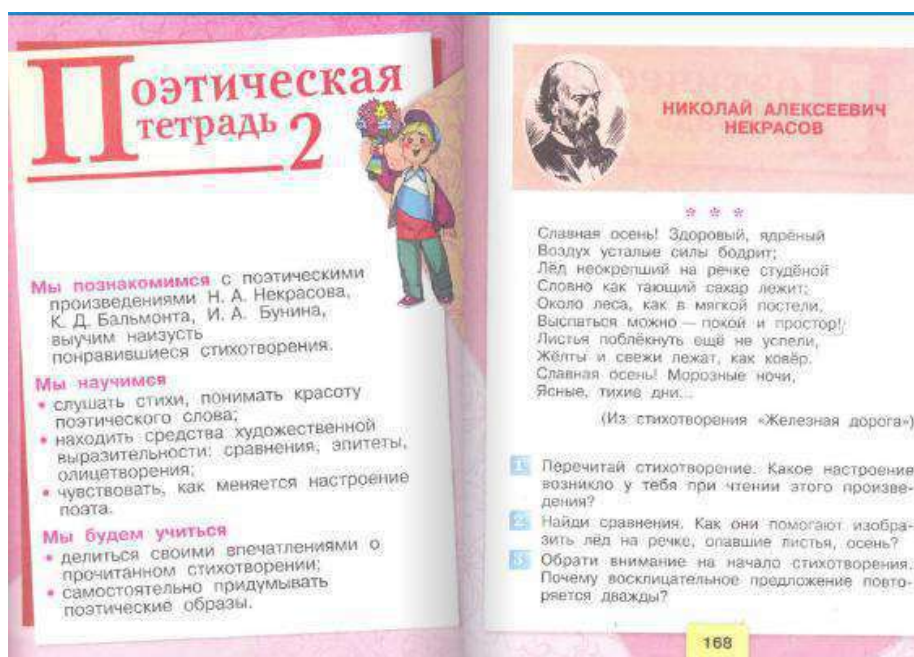 Поэтическая
тетрадь 2
Мы познакомимся с поэтическими
произведениями Н. А. Некрасова,
К. Д. Бальмонта, И. А. Бунина,
выучим наизусть
понравившиеся стихотворения.
Мы научимся
• слушать стихи, понимать красоту
поэтического слова;
• находить средства художественной
выразительности: сравнения, эпитеты,
олицетворения;
• чувствовать, как меняется настроение
поэта.
Мы будем учиться
• делиться своими впечатлениями о
прочитанном стихотворении;
• самостоятельно придумывать
поэтические образы.
НИКОЛАЙ АЛЕКСЕЕВИЧ
НЕКРАСОВ
* * *
Славная осень! Здоровый, ядрёный
Воздух усталые силы бодрит;
Лёд неокрепший на речке студёной
Словно как тающий сахар лежит;
Около леса, как в мягкой постели,
Выспаться можно — покой и простор!
Листья поблёкнуть ещё не успели,
Жёлты и свежи лежат, как ковёр.
Славная осень! Морозные ночи,
Ясные, тихие дни...
(Из стихотворения «Железная дорога»)
1 Перечитай стихотворение. Какое настроение
возникло у тебя при чтении этого произве-
дения?
2 Найди сравнения. Как они помогают изобра-
зить лёд на речке, опавшие листья, осень?
3 Обрати внимание на начало стихотворения.
Почему восклицательное предложение повто-
ряется дважды?
168